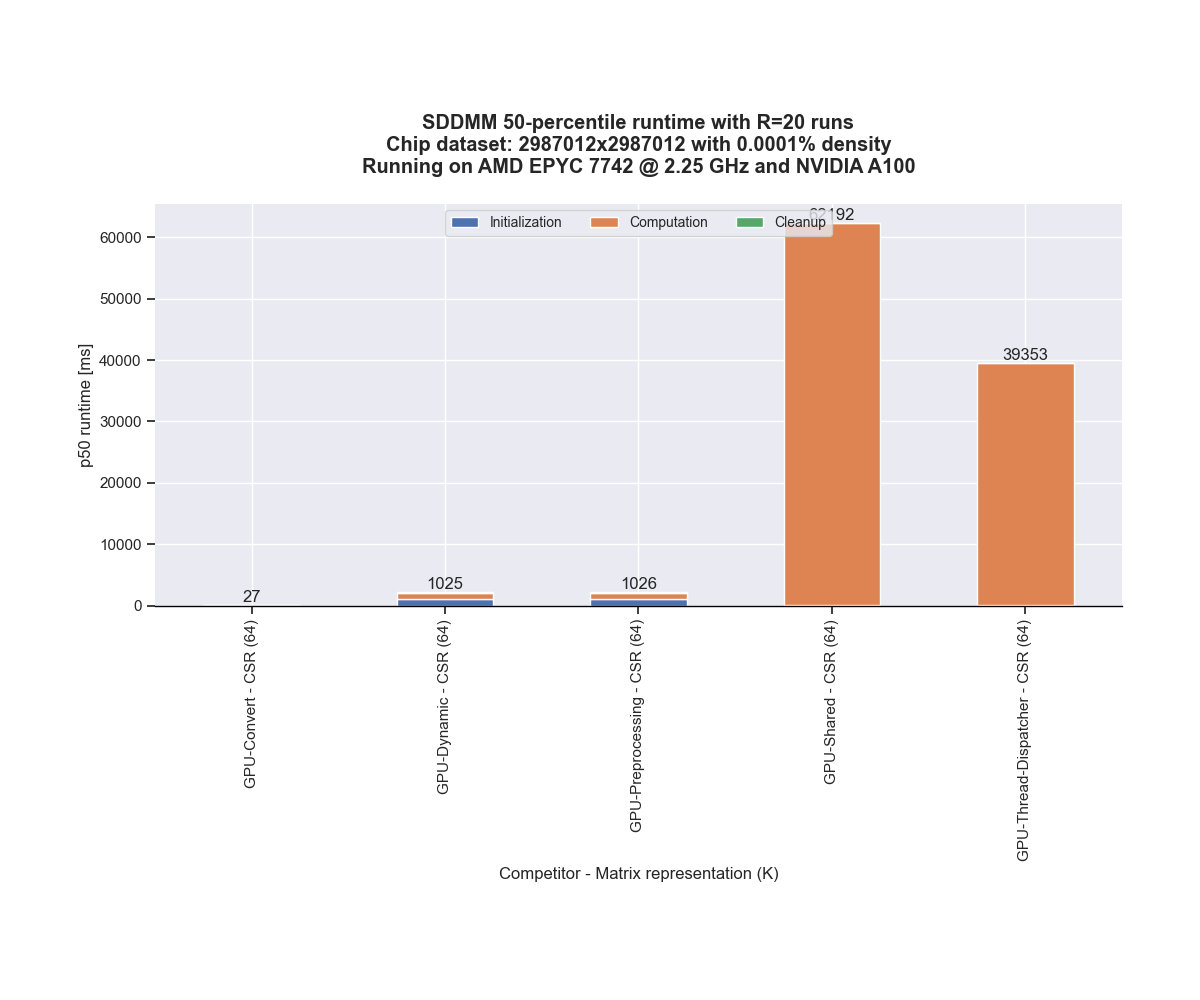 SDDMM 50-percentile runtime with R=20 runs
Chip dataset: 2987012x2987012 with 0.0001% density
Running on AMD EPYC 7742 @ 2.25 GHz and NVIDIA A100
Initialization Computation Cleanup
62192
39353
1025
1026
27
60000
50000
40000
30000
20000
10000
0
p50 runtime [ms]
GPU-Convert - CSR (64)
GPU-Dynamic - CSR (64)
GPU-Preprocessing - CSR (64)
GPU-Shared - CSR (64)
GPU-Thread-Dispatcher - CSR (64)
Competitor - Matrix representation (K)